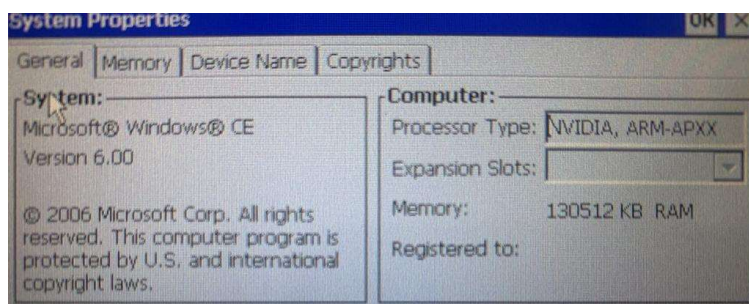 System Properties OK ×
General Memory Device Name Copyrights
System:
Microsoft® Windows® CE
Version 6.00
© 2006 Microsoft Corp. All rights
reserved. This computer program is
protected by U.S. and international
copyright laws.
Computer:
Processor Type: NVIDIA, ARM-APXX
Expansion Slots:
Memory: 130512 KB RAM
Registered to: